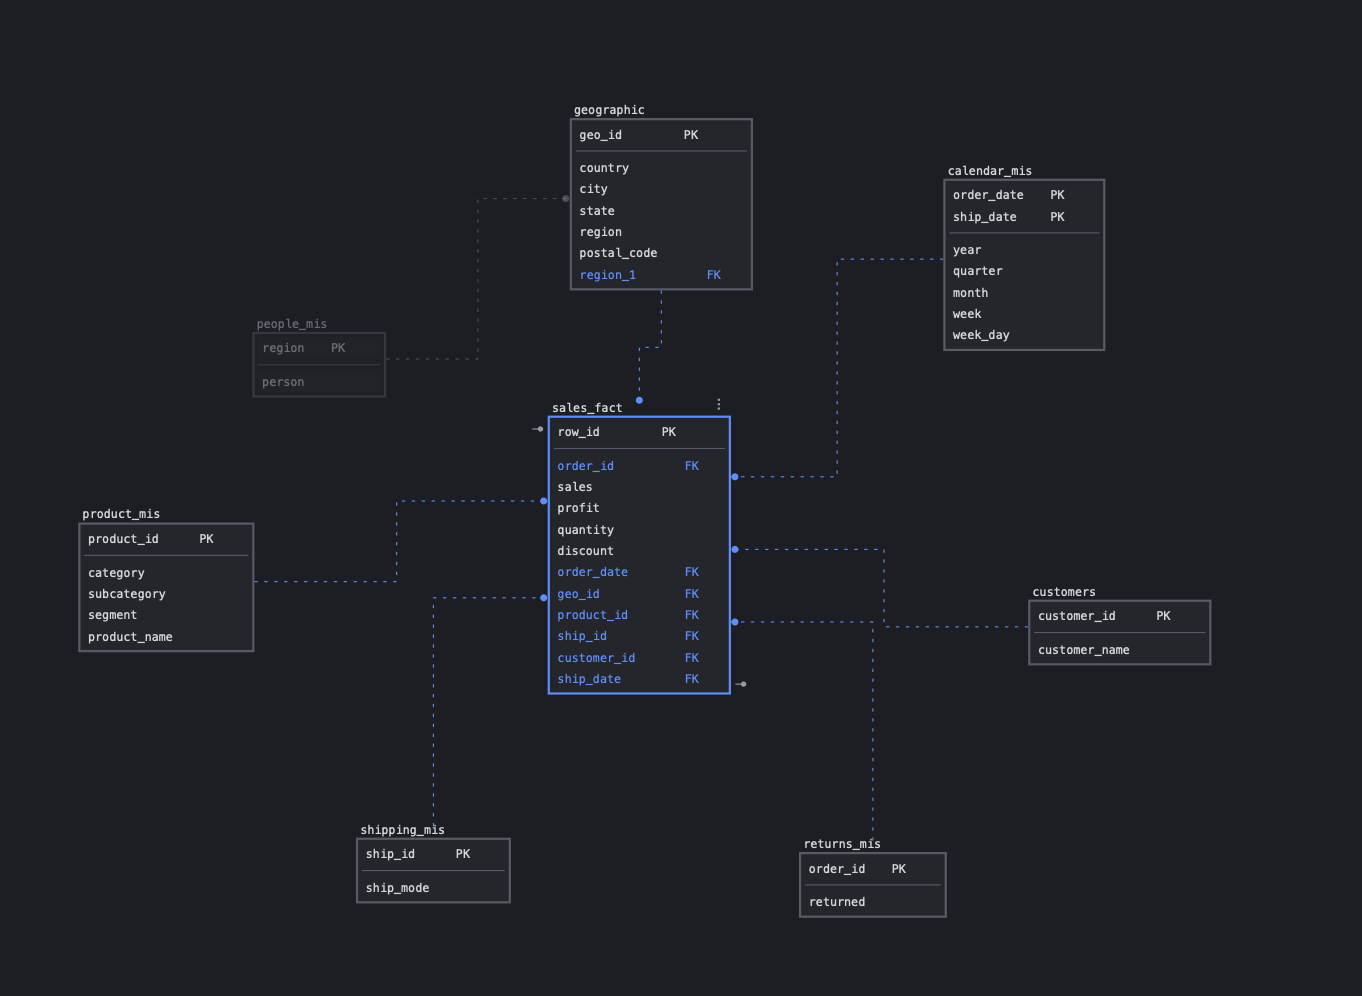 geographic
geo_id PK
country
city
state
region
postal_code
region_1 FK
calendar_mis
order_date PK
ship_date PK
year
quarter
month
week
week_day
people_mis
region PK
person
sales_fact
row_id PK
order_id FK
sales
profit
quantity
discount
order_date FK
geo_id FK
product_id FK
ship_id FK
customer_id FK
ship_date FK
product_mis
product_id PK
category
subcategory
segment
product_name
customers
customer_id PK
customer_name
shipping_mis
ship_id PK
ship_mode
returns_mis
order_id PK
returned